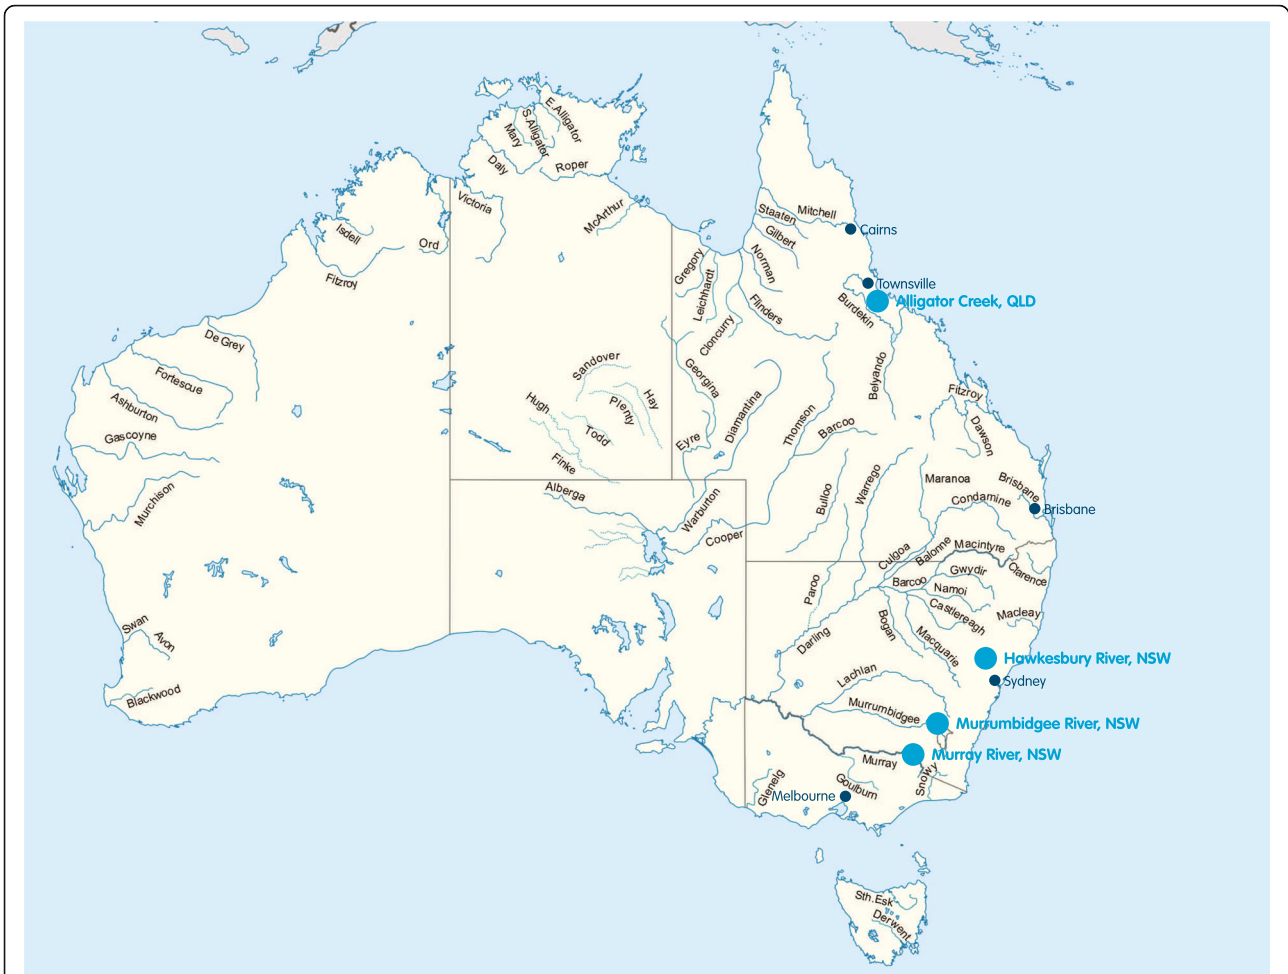 E.Alligator
S.Alligator
Mary
Daly
Roper
Victoria
McArthur
Isdell
Ord
Fitzroy
Staaten
Mitchell
Gilbert
Cairns
Norman
Gregory
Leichhardt
Townsville
Alligator Creek, QLD
Burdekin
Flinders
Cloncurry
De Grey
Fortescue
Ashburton
Gascoyne
Murchison
Sandover
Georgina
Hay
Plenty
Hugh
Todd
Finke
Diamantina
Belyando
Fitzroy
Thomson
Barcoo
Dawson
Eyre
Alberga
Warburton
Cooper
Bulloo
Warrego
Maranoa
Condamine
Brisbane
Brisbane
Culgoa
Balonne
Macintyre
Clarence
Paroo
Barcoo
Gwydir
Namoi
Castlereagh
Macleay
Bogan
Macquarie
Darling
Swan
Avon
Blackwood
Hawkesbury River, NSW
Sydney
Lachlan
Murrumbidgee
Murrumbidgee River, NSW
Murray River, NSW
Murray
Snowy
Goulburn
Glenelg
Melbourne
Sth.Esk
Derwent